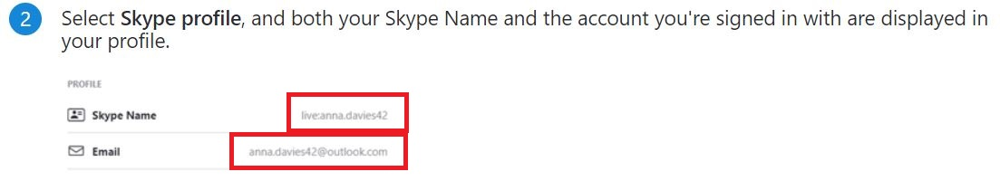 2 Select Skype profile, and both your Skype Name and the account you're signed in with are displayed in
your profile.
PROFILE
Skype Name live:anna.davies42
Email anna.davies42@outlook.com